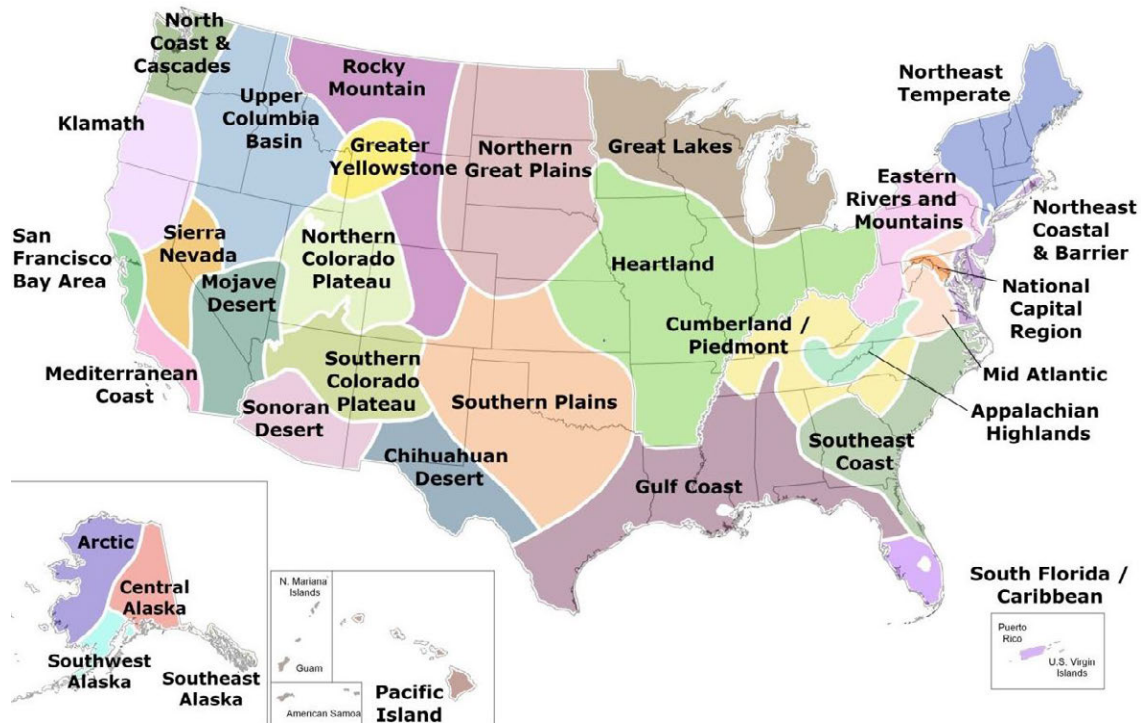 North
Coast &
Cascades
Rocky
Mountain
Northeast
Temperate
Klamath
Upper
Columbia
Basin
Greater
Yellowstone
Northern
Great Plains
Great Lakes
Eastern
Rivers and
Mountains
Northeast
Coastal
& Barrier
San
Francisco
Bay Area
Sierra
Nevada
Northern
Colorado
Plateau
Mojave
Desert
Heartland
National
Capital
Region
Cumberland /
Piedmont
Mediterranean
Coast
Southern
Colorado
Plateau
Sonoran
Desert
Southern Plains
Mid Atlantic
Appalachian
Highlands
Southeast
Coast
Chihuahuan
Desert
Gulf Coast
Arctic
Central
Alaska
Southwest
Alaska
Southeast
Alaska
N. Mariana
Islands
Guam
American Samoa
Pacific
Island
South Florida /
Caribbean
Puerto
Rico
U.S. Virgin
Islands